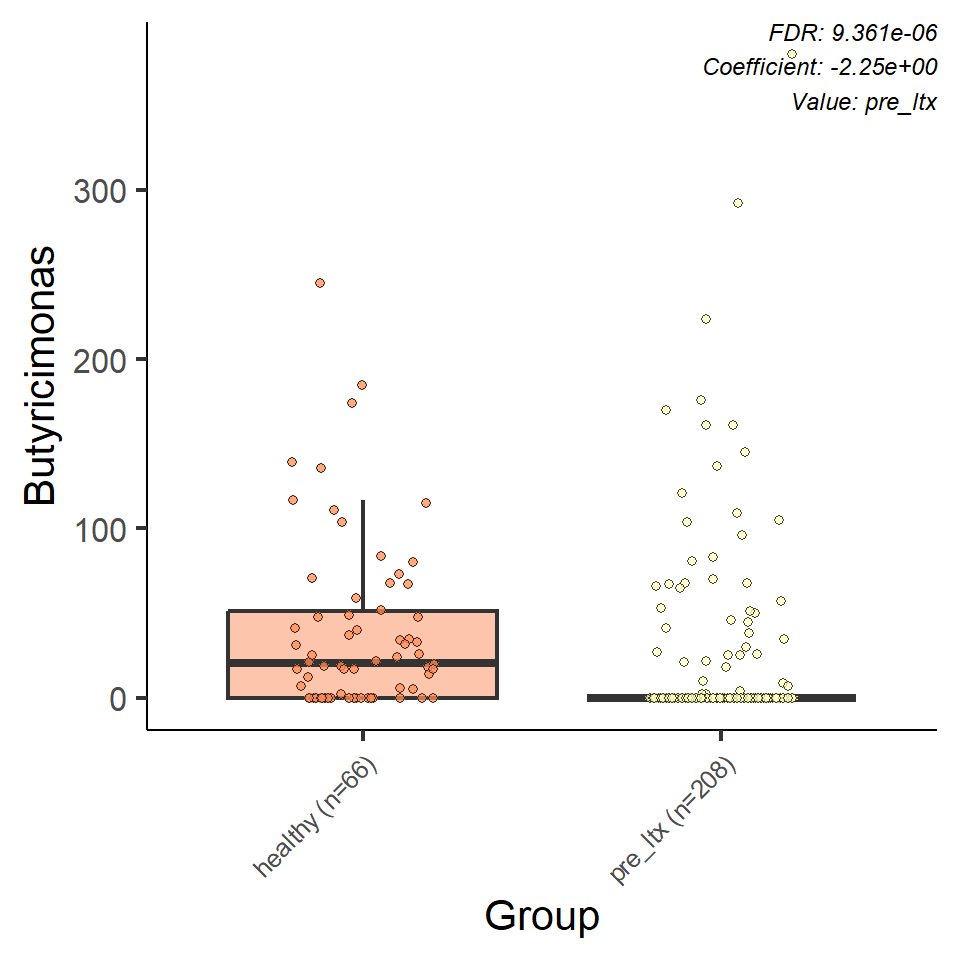 FDR: 9.361e-06
Coefficient: -2.25e+00
Value: pre_ltx
Butyricimonas
300
200
100
0
healthy (n=66)
pre_ltx (n=208)
Group